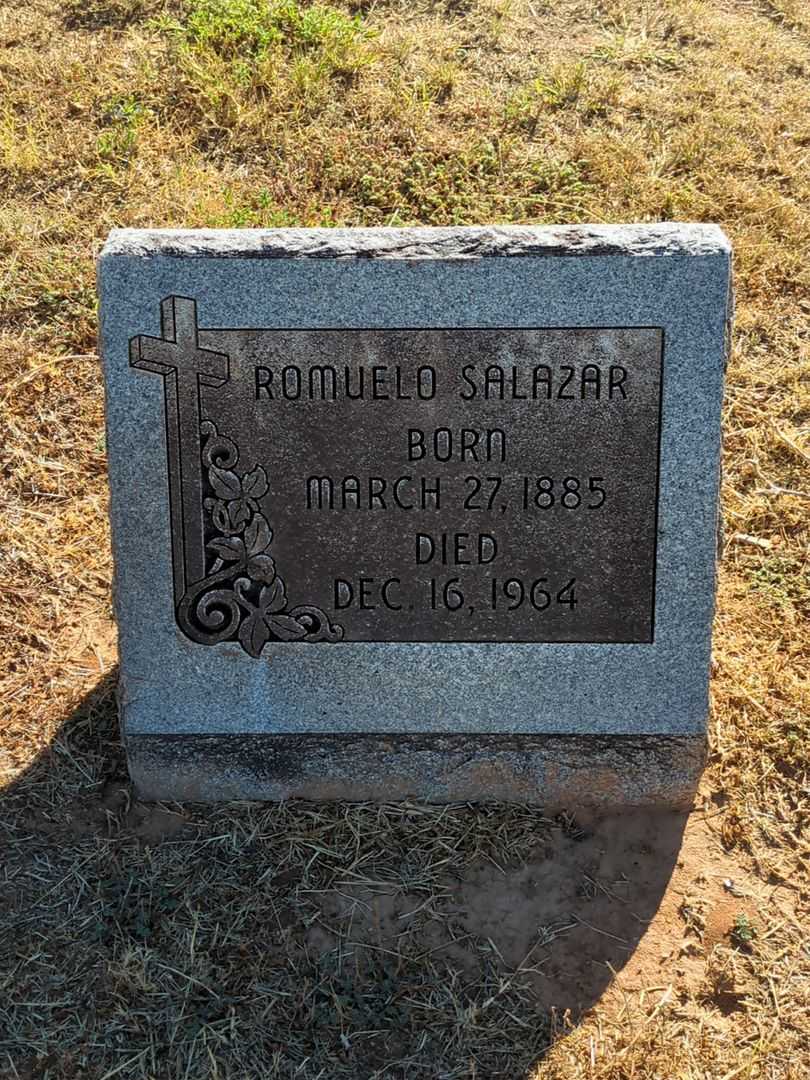 ROMUELO SALAZAR
BORN
MARCH 27, 1885
DIED
DEC. 16, 1964